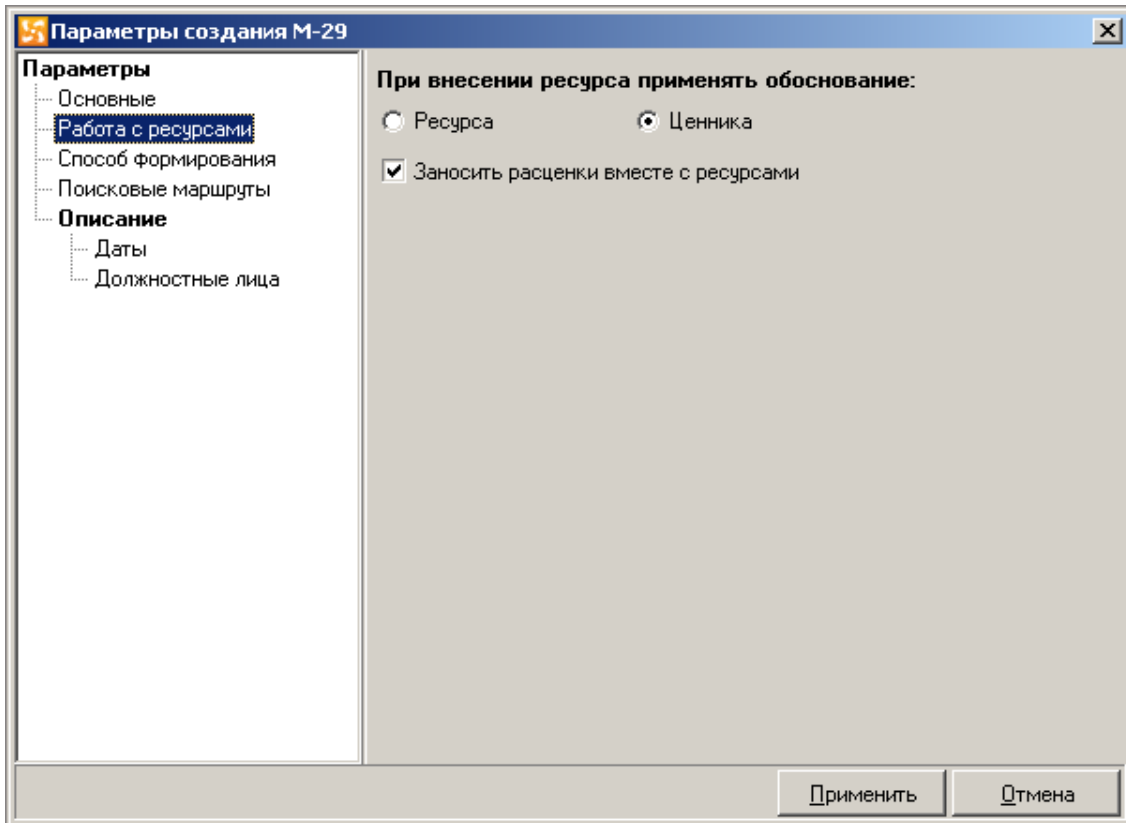 Параметры создания М-29
Параметры
Основные
Работа с ресурсами
Способ формирования
Поисковые маршруты
Описание
Даты
Должностные лица
При внесении ресурса применять обоснование:
Ресурса Ценника
Заносить расценки вместе с ресурсами
Применить Отмена